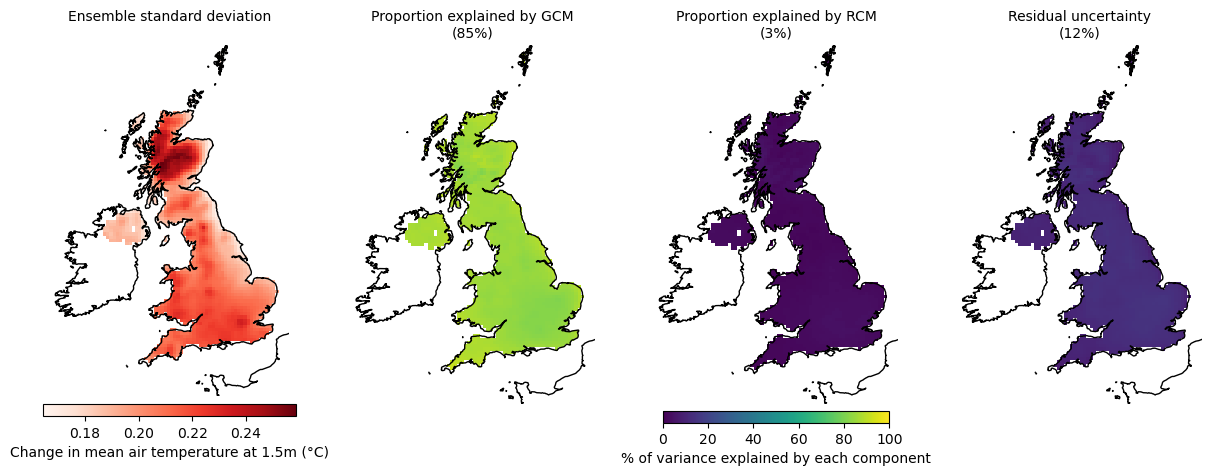 Ensemble standard deviation
Proportion explained by GCM
(85%)
Proportion explained by RCM
(3%)
Residual uncertainty
(12%)
0.18 0.20 0.22 0.24
Change in mean air temperature at 1.5m (°C)
0 20 40 60 80 100
% of variance explained by each component